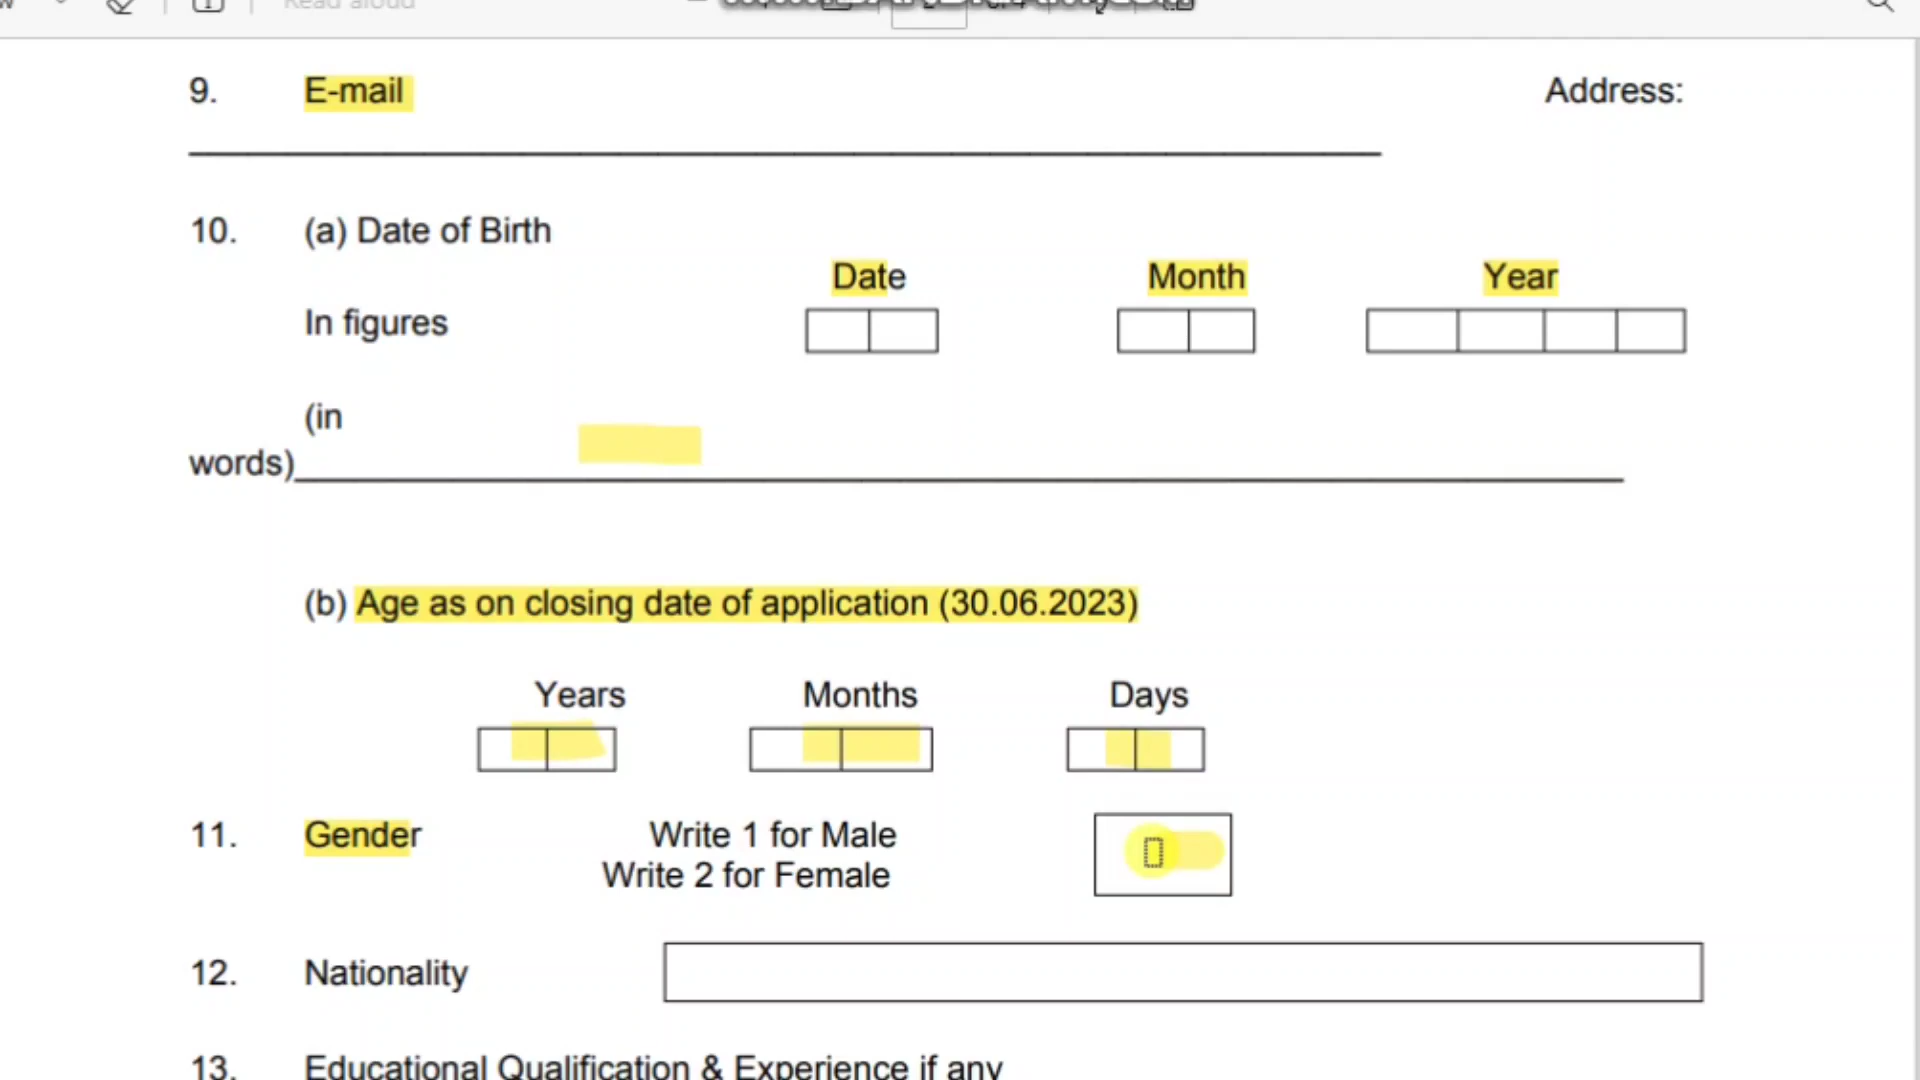 Read aloud
9. E-mail Address:
10. (a) Date of Birth
Date Month Year
In figures
(in
words)
(b) Age as on closing date of application (30.06.2023)
Years Months Days
11. Gender Write 1 for Male
Write 2 for Female
12. Nationality
13. Educational Qualification & Experience if any